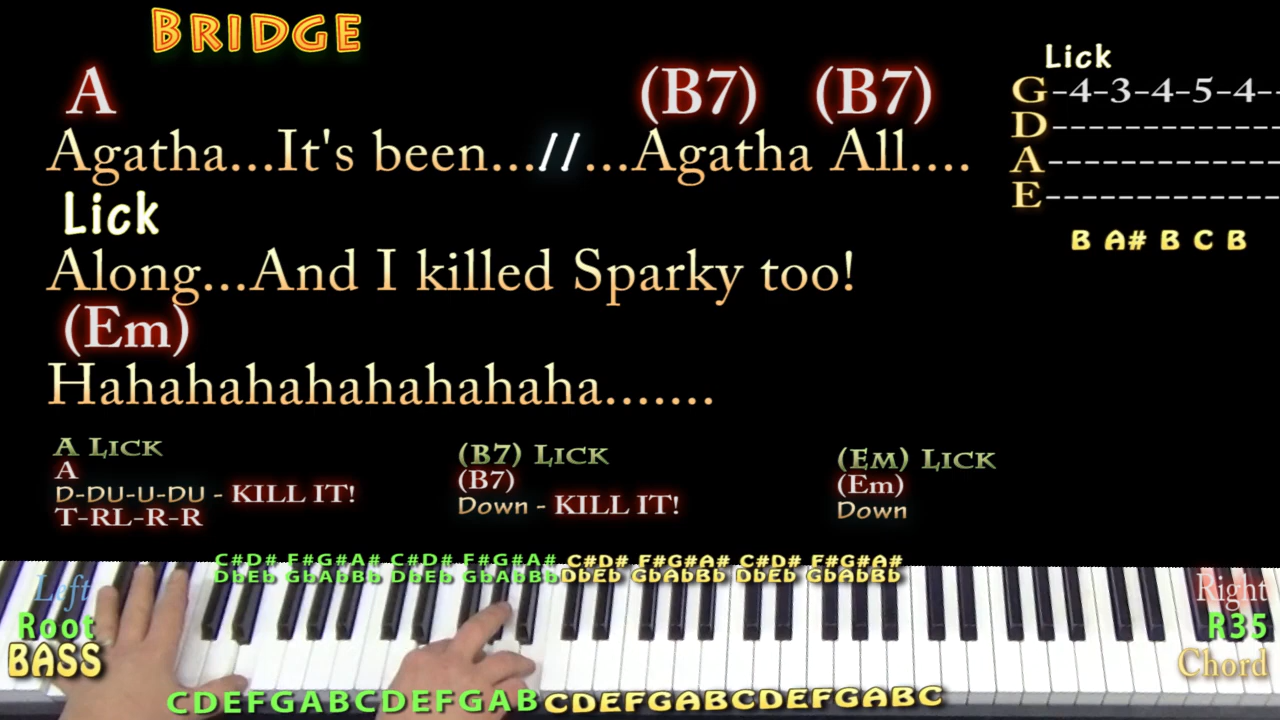 BRIDGE
A (B7) (B7)
Agatha...It's been...//...Agatha All....
Lick
Along...And I killed Sparky too!
(Em)
Hahahahahahahahaha.......
Lick
G-4-3-4-5-4--
D-------------
A-------------
E-------------
B A# B C B
A LICK
A
D-DU-U-DU - KILL IT!
T-RL-R-R
(B7) LICK
(B7)
Down - KILL IT!
(EM) LICK
(Em)
Down
C#D# F#G#A# C#D# F#G#A# C#D# F#G#A# C#D# F#G#A#
DbEb GbAbBb DbEb GbAbBb DbEb GbAbBb DbEb GbAbBb
Left
Root
BASS
Right
R35
Chord
CDEFGABCDEFGAB CDEFGABCDEFGABC